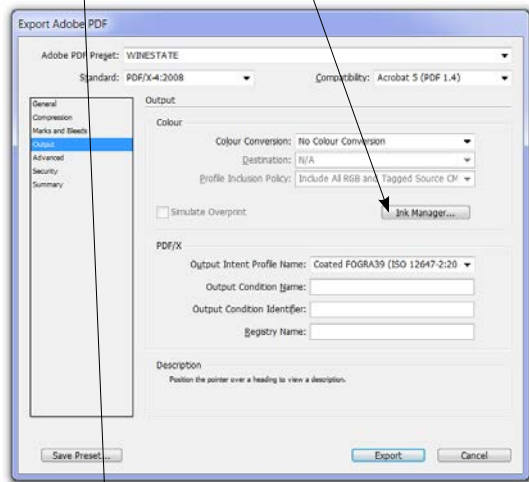 Export Adobe PDF
Adobe PDF Preset: WINESTATE
Standard: PDF/X-4:2008 Compatibility: Acrobat 5 (PDF 1.4)
General
Compression
Marks and Bleeds
Output
Advanced
Security
Summary
Output
Colour
Colour Conversion: No Colour Conversion
Destination: N/A
Profile Inclusion Policy: Include All RGB and Tagged Source CM
Simulate Overprint
Ink Manager...
PDF/X
Output Intent Profile Name: Coated FOGRA39 (ISO 12647-2:20
Output Condition Name:
Output Condition Identifier:
Registry Name:
Description
Position the pointer over a heading to view a description.
Save Preset... Export Cancel